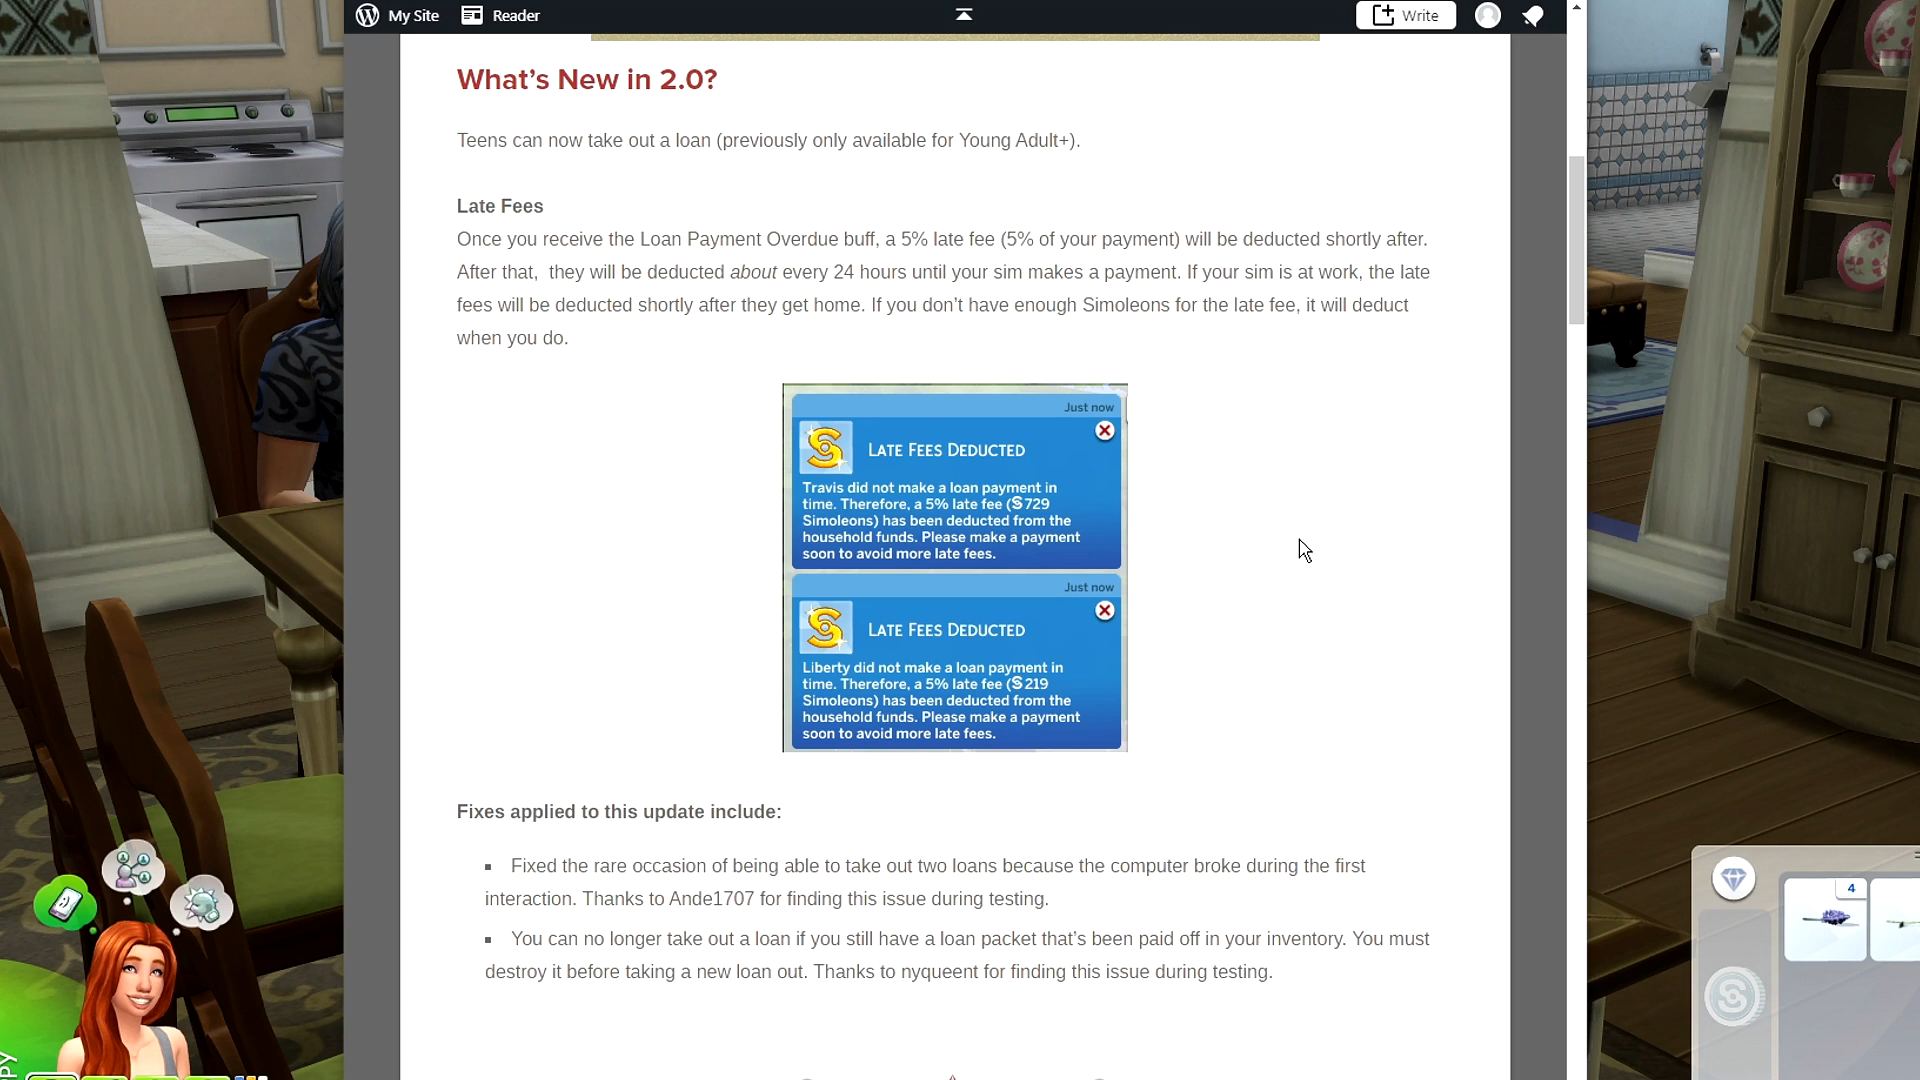 My Site
Reader
Write
What's New in 2.0?
Teens can now take out a loan (previously only available for Young Adult+).
Late Fees
Once you receive the Loan Payment Overdue buff, a 5% late fee (5% of your payment) will be deducted shortly after.
After that,  they will be deducted about every 24 hours until your sim makes a payment. If your sim is at work, the late
fees will be deducted shortly after they get home. If you don't have enough Simoleons for the late fee, it will deduct
when you do.
Just now
LATE FEES DEDUCTED
Travis did not make a loan payment in
time. Therefore, a 5% late fee (§729
Simoleons) has been deducted from the
household funds. Please make a payment
soon to avoid more late fees.
Just now
LATE FEES DEDUCTED
Liberty did not make a loan payment in
time. Therefore, a 5% late fee (§219
Simoleons) has been deducted from the
household funds. Please make a payment
soon to avoid more late fees.
Fixes applied to this update include:
▪ Fixed the rare occasion of being able to take out two loans because the computer broke during the first
interaction. Thanks to Ande1707 for finding this issue during testing.
▪ You can no longer take out a loan if you still have a loan packet that's been paid off in your inventory. You must
destroy it before taking a new loan out. Thanks to nyqueent for finding this issue during testing.
4